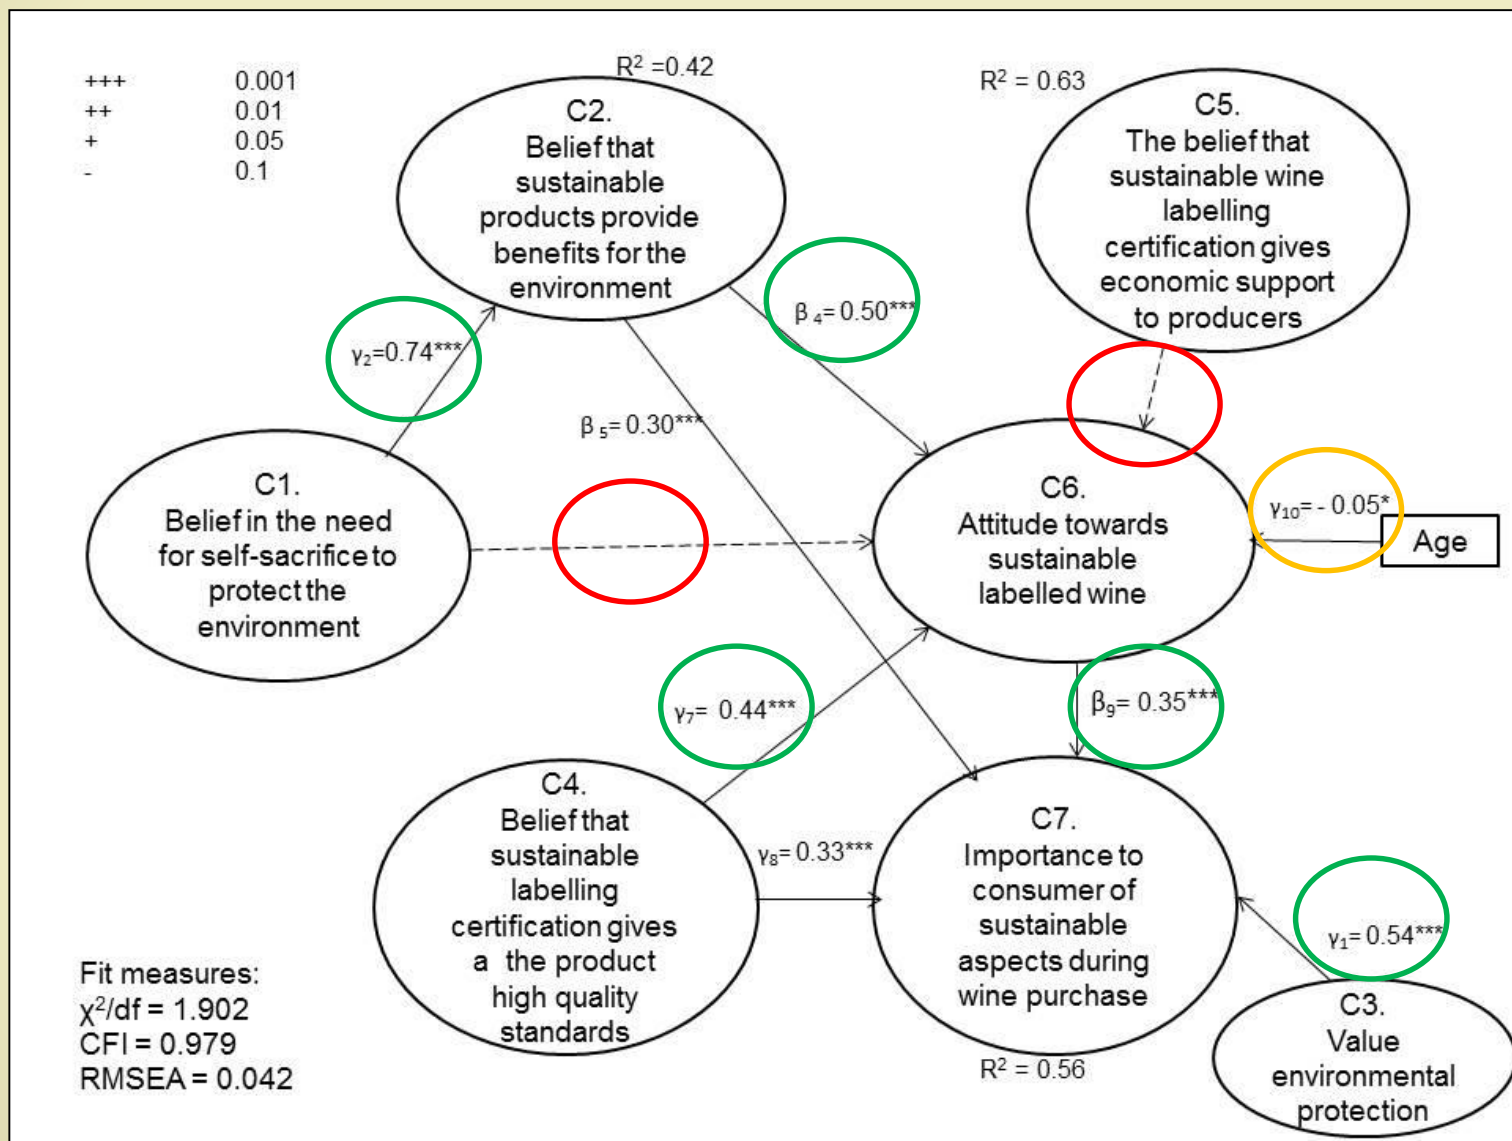 +++ 0.001
++ 0.01
+ 0.05
- 0.1
R² =0.42
C2.
Belief that
sustainable
products provide
benefits for the
environment
R² = 0.63
C5.
The belief that
sustainable wine
labelling
certification gives
economic support
to producers
γ₂=0.74***
β ₄= 0.50***
β ₅= 0.30***
C1.
Belief in the need
for self-sacrifice to
protect the
environment
C6.
Attitude towards
sustainable
labelled wine
γ₁₀= - 0.05*
Age
γ₇= 0.44***
β₉= 0.35***
C4.
Belief that
sustainable
labelling
certification gives
a the product
high quality
standards
γ₈= 0.33***
C7.
Importance to
consumer of
sustainable
aspects during
wine purchase
R² = 0.56
γ₁= 0.54***
C3.
Value
environmental
protection
Fit measures:
χ²/df = 1.902
CFI = 0.979
RMSEA = 0.042